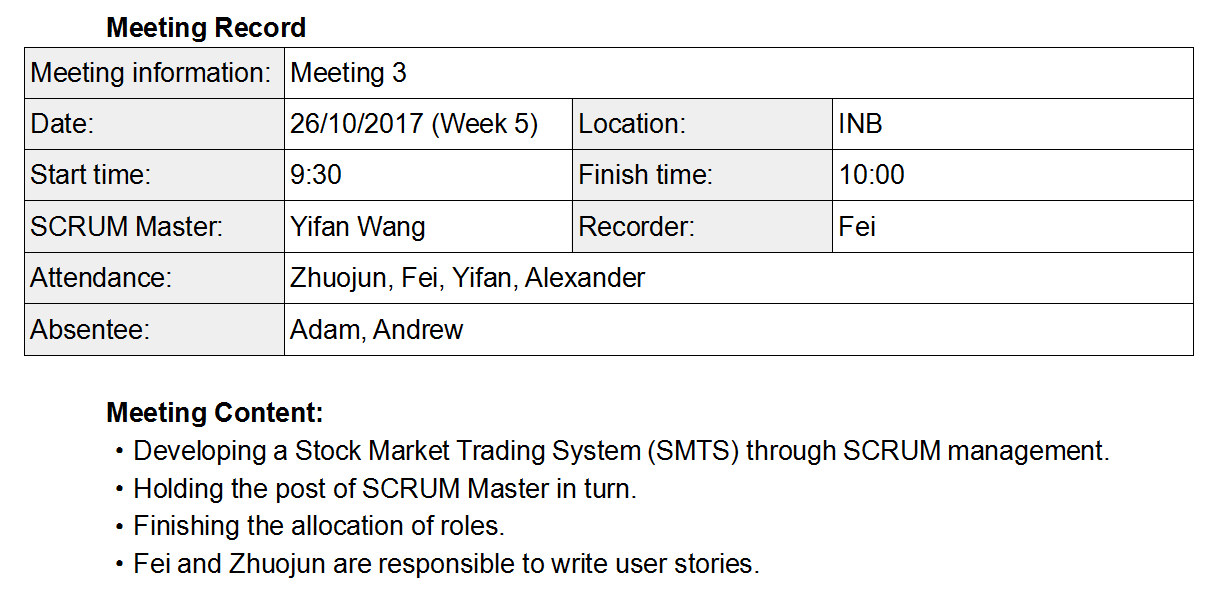 Meeting Record
Meeting information: Meeting 3
Date: 26/10/2017 (Week 5) Location: INB
Start time: 9:30 Finish time: 10:00
SCRUM Master: Yifan Wang Recorder: Fei
Attendance: Zhuojun, Fei, Yifan, Alexander
Absentee: Adam, Andrew
Meeting Content:
• Developing a Stock Market Trading System (SMTS) through SCRUM management.
• Holding the post of SCRUM Master in turn.
• Finishing the allocation of roles.
• Fei and Zhuojun are responsible to write user stories.